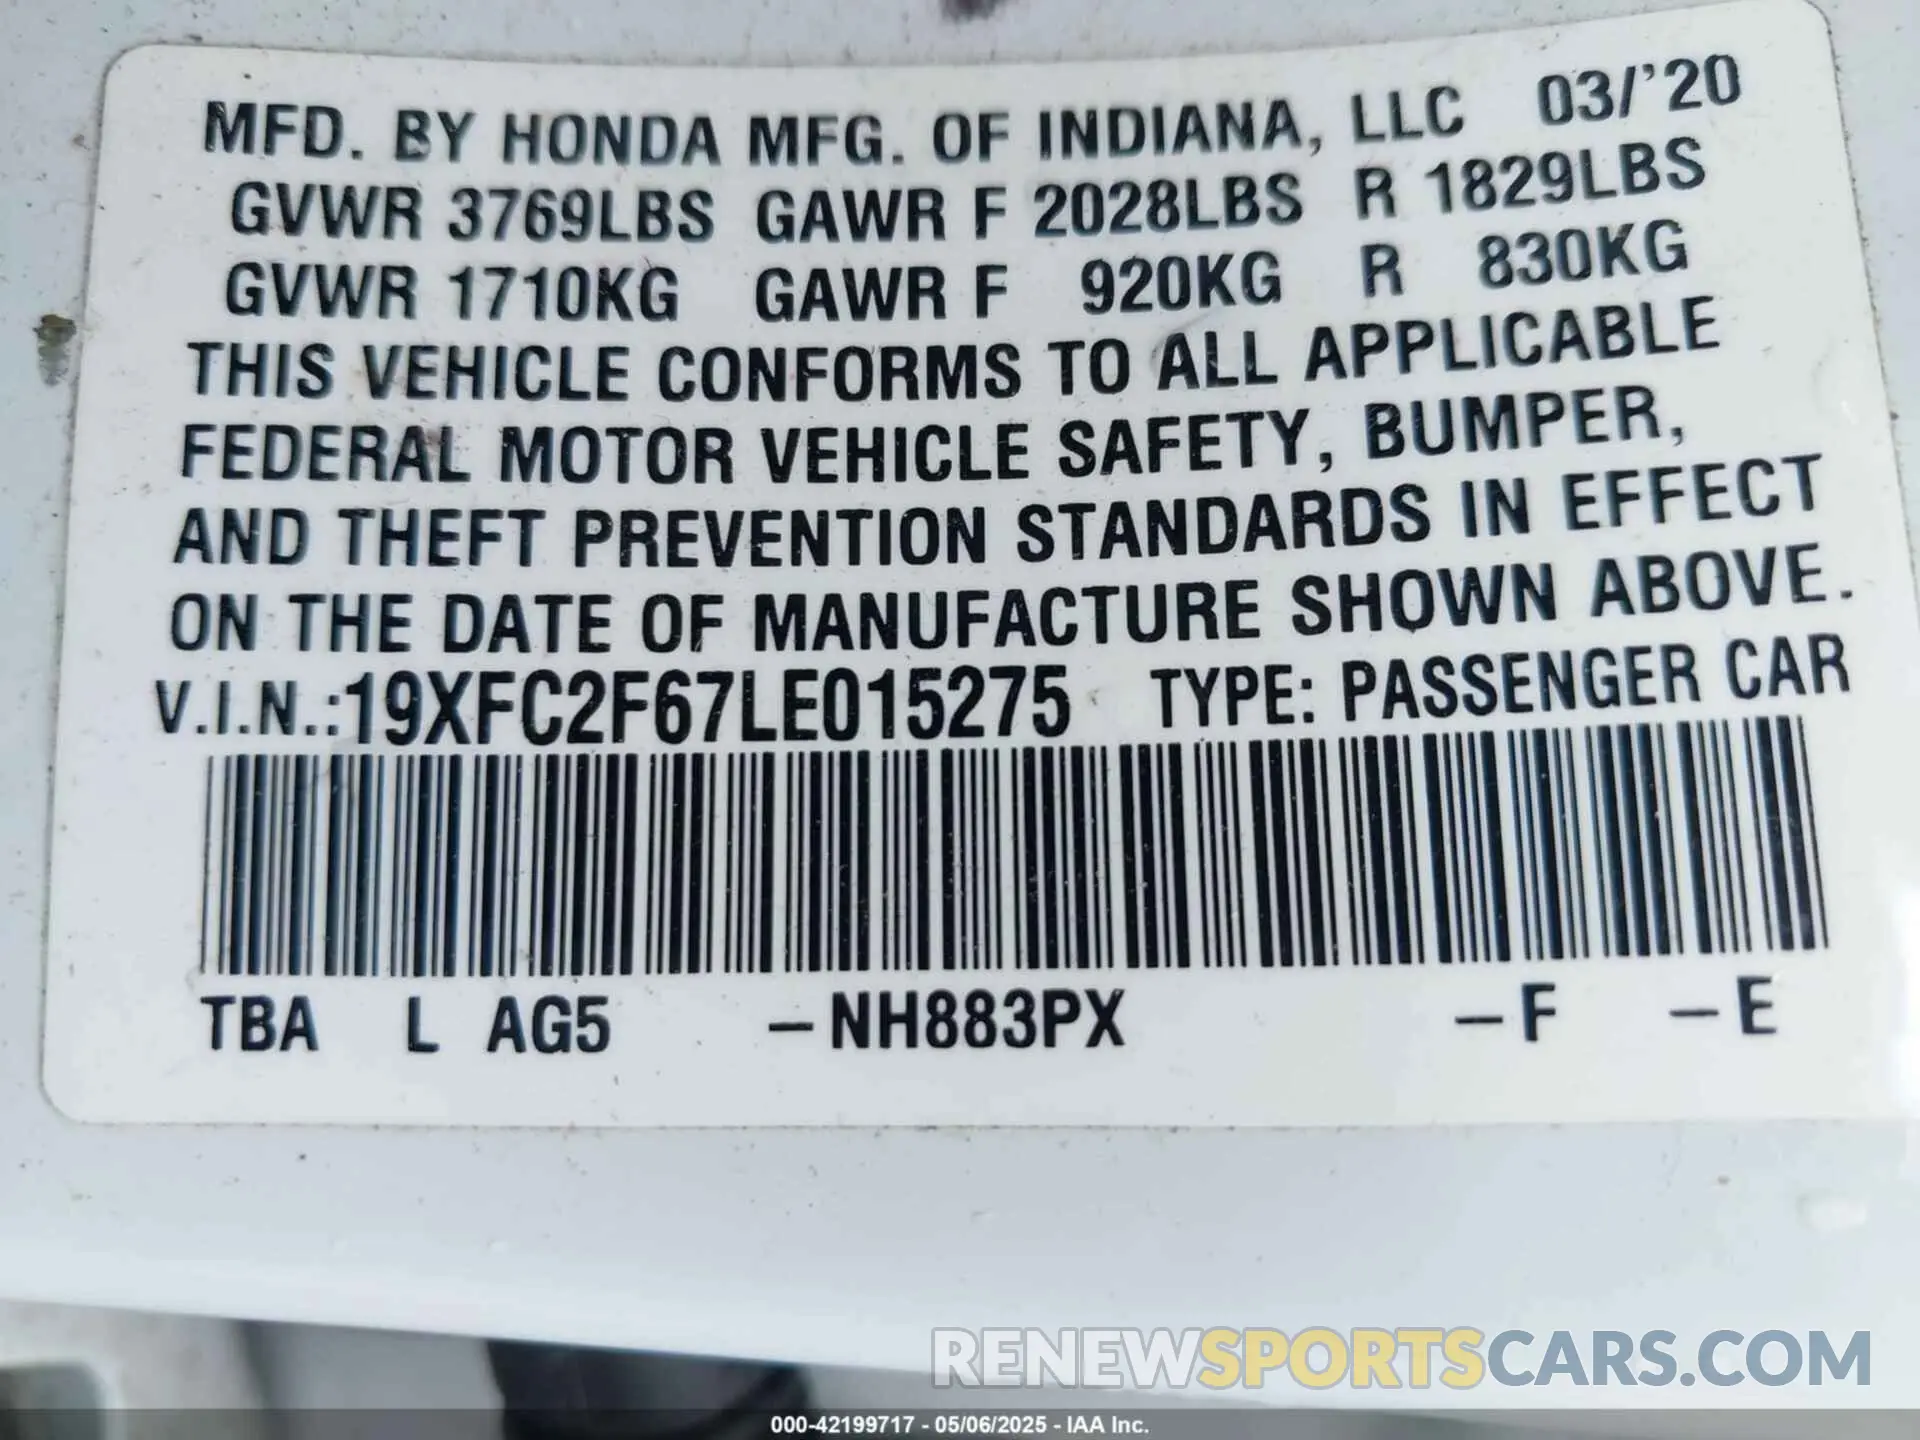 MFD. BY HONDA MFG. OF INDIANA, LLC 03/'20
GVWR 3769LBS GAWR F 2028LBS R 1829LBS
GVWR 1710KG GAWR F 920KG R 830KG
THIS VEHICLE CONFORMS TO ALL APPLICABLE
FEDERAL MOTOR VEHICLE SAFETY, BUMPER,
AND THEFT PREVENTION STANDARDS IN EFFECT
ON THE DATE OF MANUFACTURE SHOWN ABOVE.
V.I.N.:19XFC2F67LE015275 TYPE: PASSENGER CAR
TBA L AG5 –NH883PX –F –E
RENEWSPORTSCARS.COM
000-42199717 - 05/06/2025 - IAA Inc.